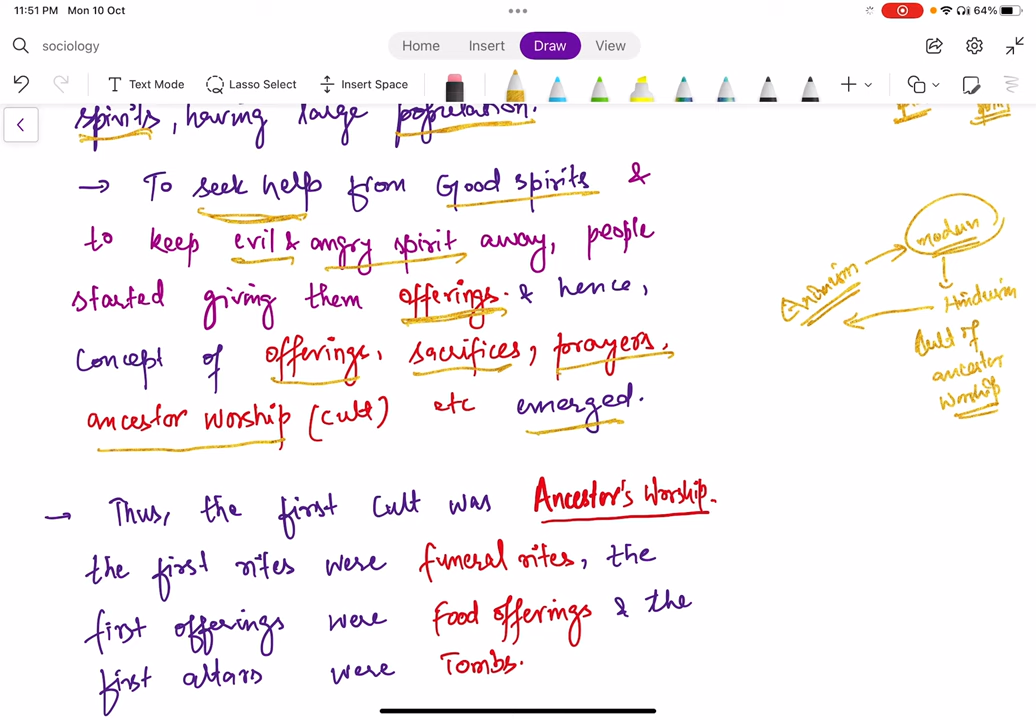 11:51 PM Mon 10 Oct
64%
sociology
Home Insert Draw View
Text Mode Lasso Select Insert Space
spirits, having large population.
→ To seek help from Good spirits &
to keep evil & angry spirit away, people
started giving them offerings. & hence,
concept of offerings, sacrifices, prayers,
ancestor worship (cult) etc emerged.
→ Thus, the first cult was Ancestor's Worship.
the first rites were funeral rites, the
first offerings were Food offerings & the
first altars were Tombs.
modern
Animism
Hinduism
Cult of
ancestor
worship